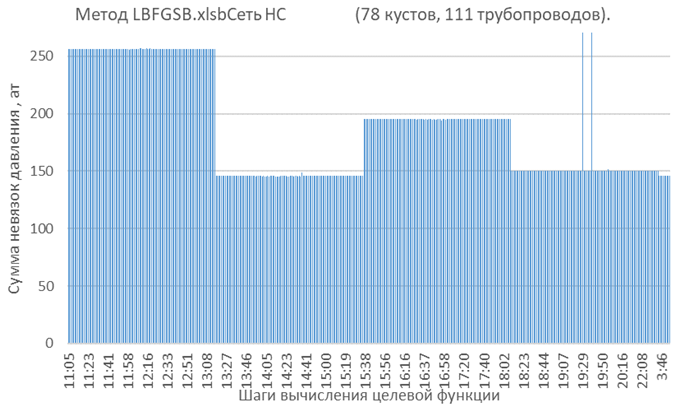 Метод LBFGSB.xlsbСеть НС (78 кустов, 111 трубопроводов).
Сумма невязок давления , ат
250
200
150
100
50
0
11:05 11:23 11:41 11:58 12:16 12:33 12:51 13:08 13:27 13:46 14:05 14:23 14:41 15:00 15:19 15:38 15:56 16:16 16:37 16:58 17:20 17:40 18:02 18:23 18:44 19:07 19:29 19:50 20:16 22:08 3:46
Шаги вычисления целевой функции